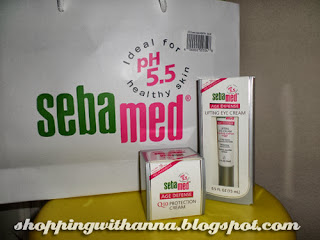 Ideal for
pH
5.5
healthy skin
sebamed®
sebamed
AGE DEFENSE
LIFTING EYE CREAM
sebamed
AGE DEFENSE
Q10 PROTECTION
CREAM
shoppingwithanna.blogspot.com